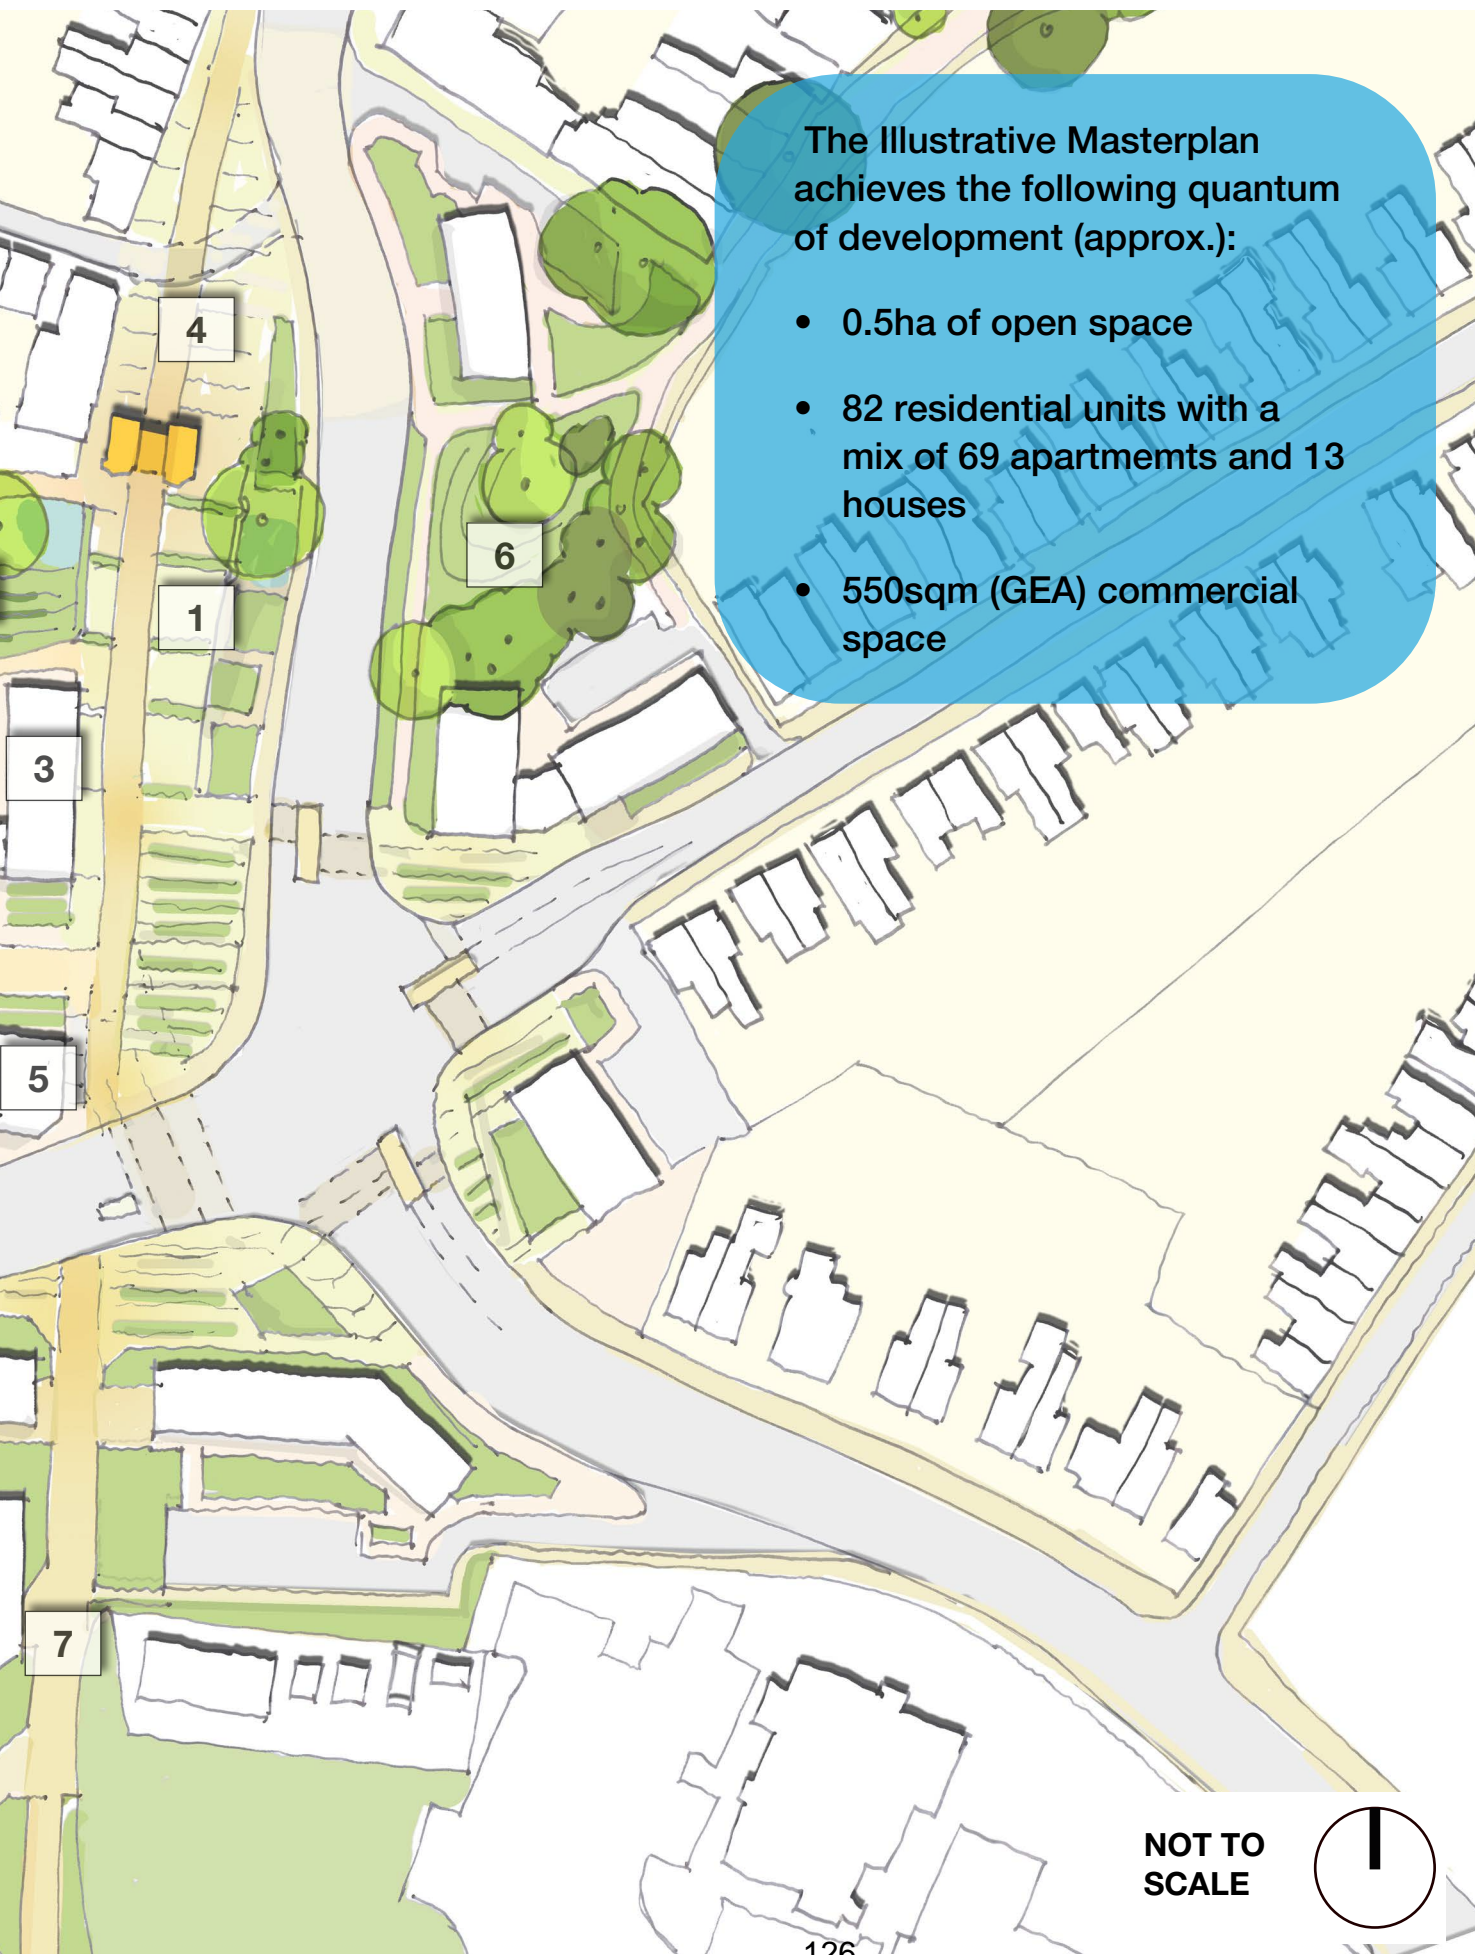 The Illustrative Masterplan
achieves the following quantum
of development (approx.):
• 0.5ha of open space
• 82 residential units with a
mix of 69 apartmemts and 13
houses
• 550sqm (GEA) commercial
space
4
6
1
3
5
7
NOT TO
SCALE
126